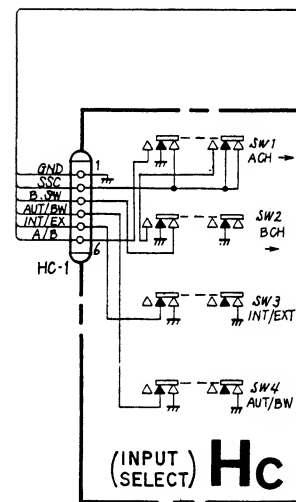 SW1
ACH →
1
GND
SSC
B.SW
AUT/BW
INT/EX
A/B
6
HC-1
SW2
BCH
→
SW3
INT/EXT
SW4
AUT/BW
(INPUT SELECT) Hc